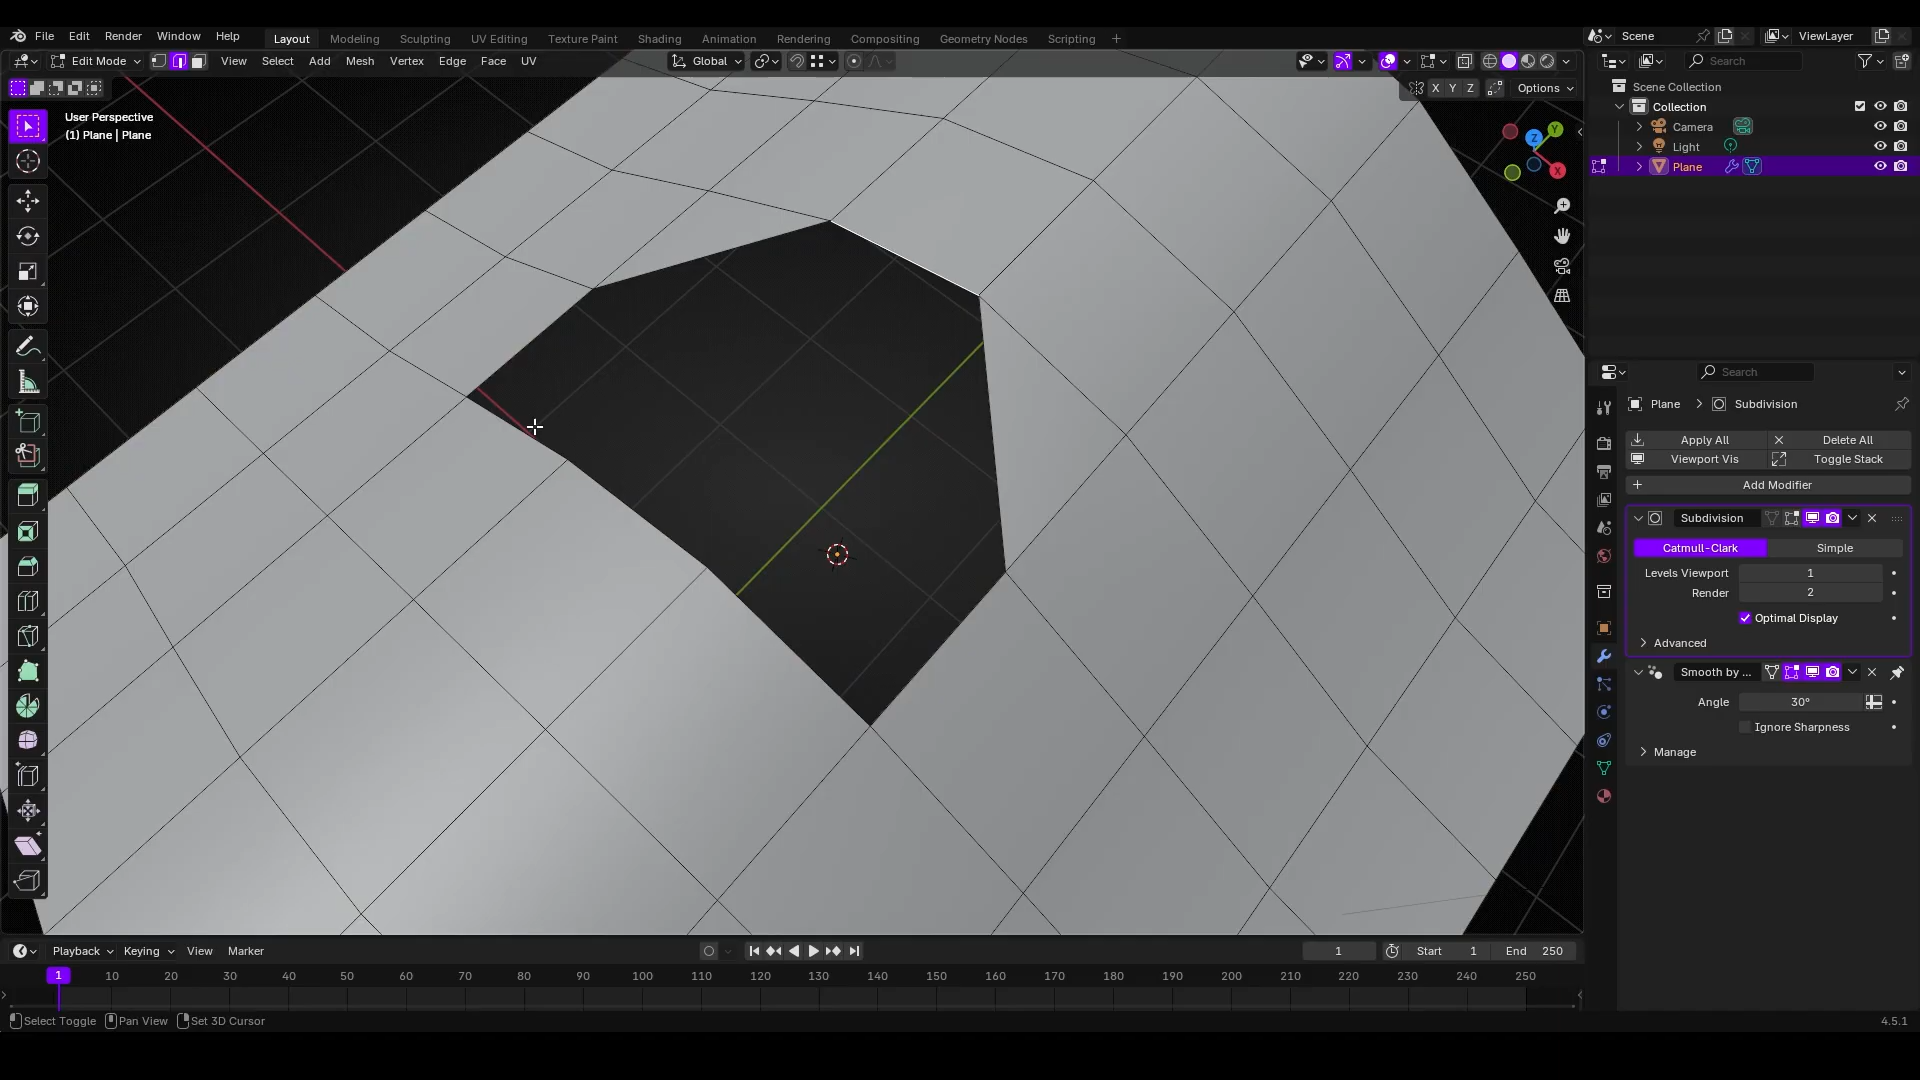 File Edit Render Window Help Layout Modeling Sculpting UV Editing Texture Paint Shading Animation Rendering Compositing Geometry Nodes Scripting + Scene ViewLayer
Edit Mode View Select Add Mesh Vertex Edge Face UV Global Search
X Y Z Options
User Perspective
(1) Plane | Plane
Z Y X
Scene Collection
Collection
Camera
Light
Plane
Search
Plane > Subdivision
Apply All Delete All
Viewport Vis Toggle Stack
Add Modifier
Subdivision
Catmull-Clark Simple
Levels Viewport 1
Render 2
Optimal Display
Advanced
Smooth by ...
Angle 30°
Ignore Sharpness
Manage
Playback Keying View Marker 1 Start 1 End 250
1 10 20 30 40 50 60 70 80 90 100 110 120 130 140 150 160 170 180 190 200 210 220 230 240 250
Select Toggle Pan View Set 3D Cursor 4.5.1